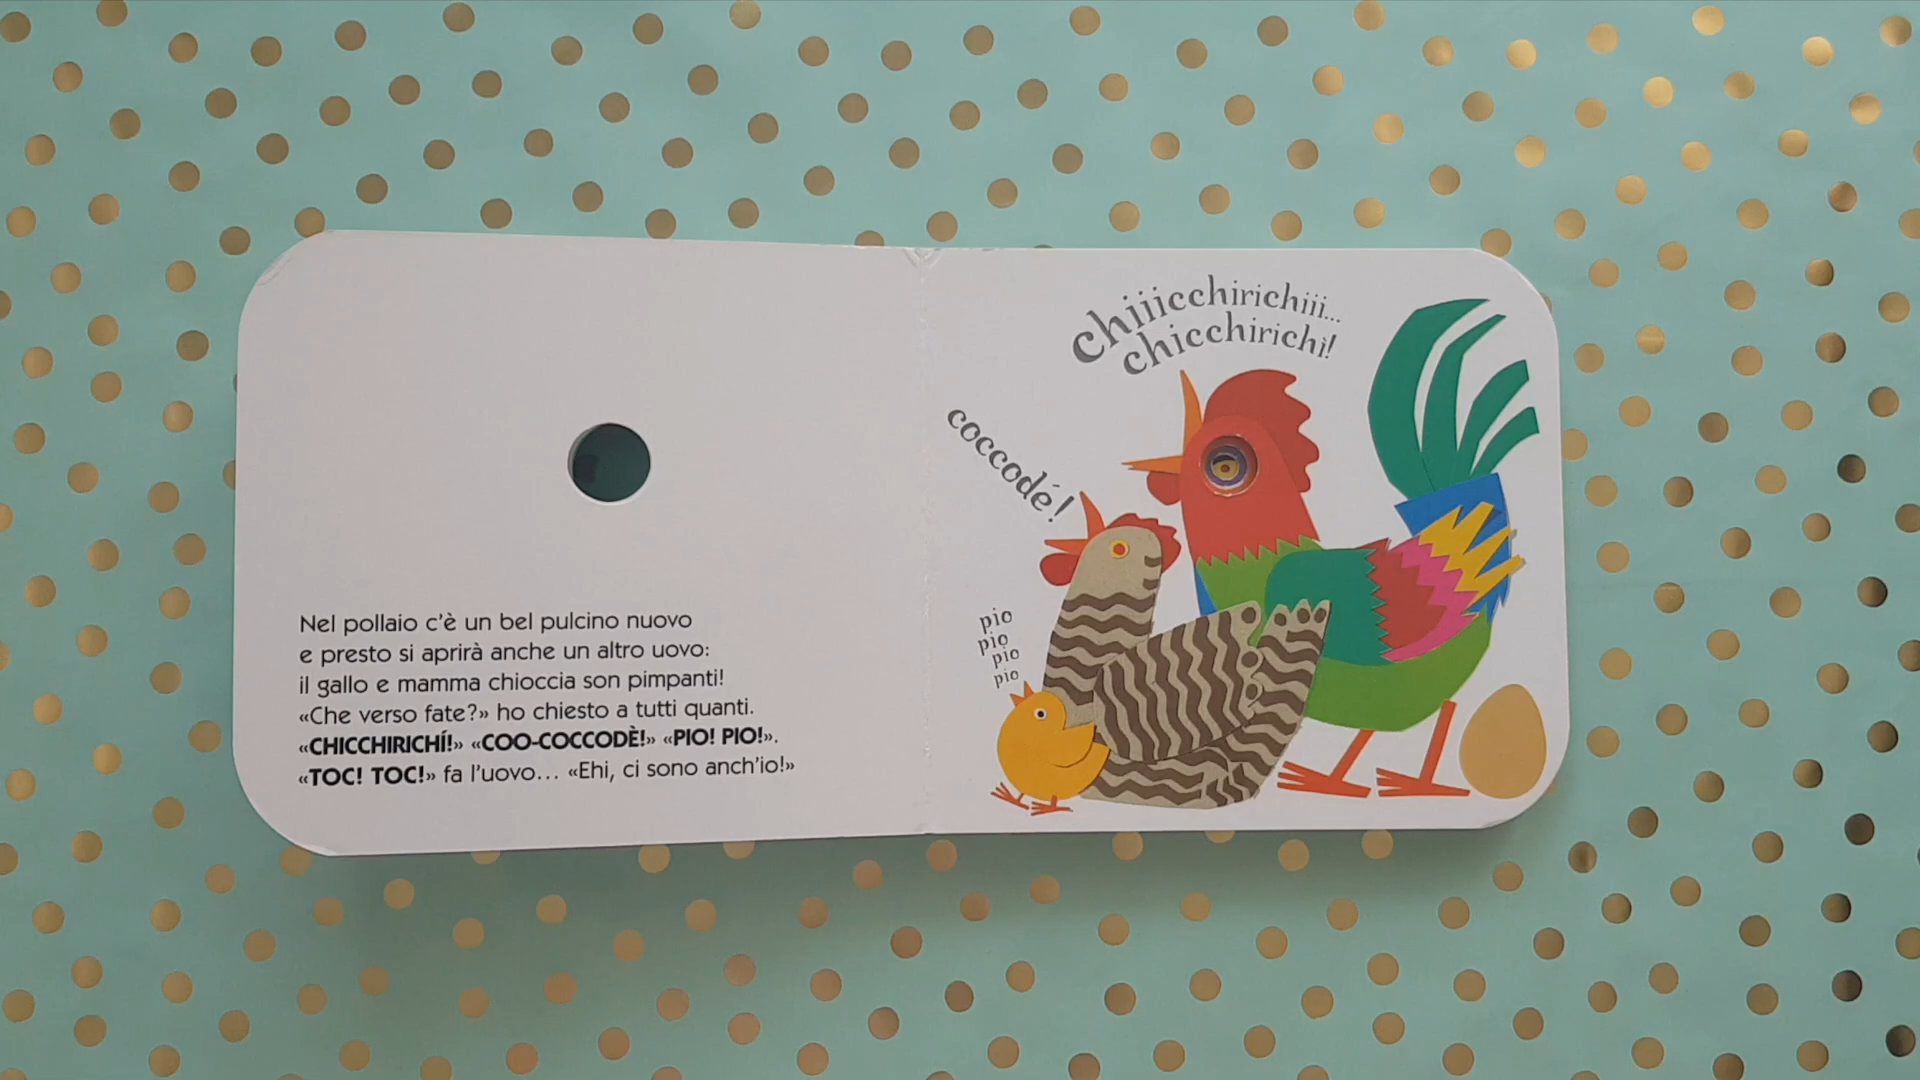 Nel pollaio c'è un bel pulcino nuovo
e presto si aprirà anche un altro uovo:
il gallo e mamma chioccia son pimpanti!
«Che verso fate?» ho chiesto a tutti quanti.
«CHICCHIRICHÍ!» «COO-COCCODÈ!» «PIO! PIO!».
«TOC! TOC!» fa l'uovo... «Ehi, ci sono anch'io!»
chiiicchirichiii...
chicchirichì!
coccodé!
pio
pio
pio
pio